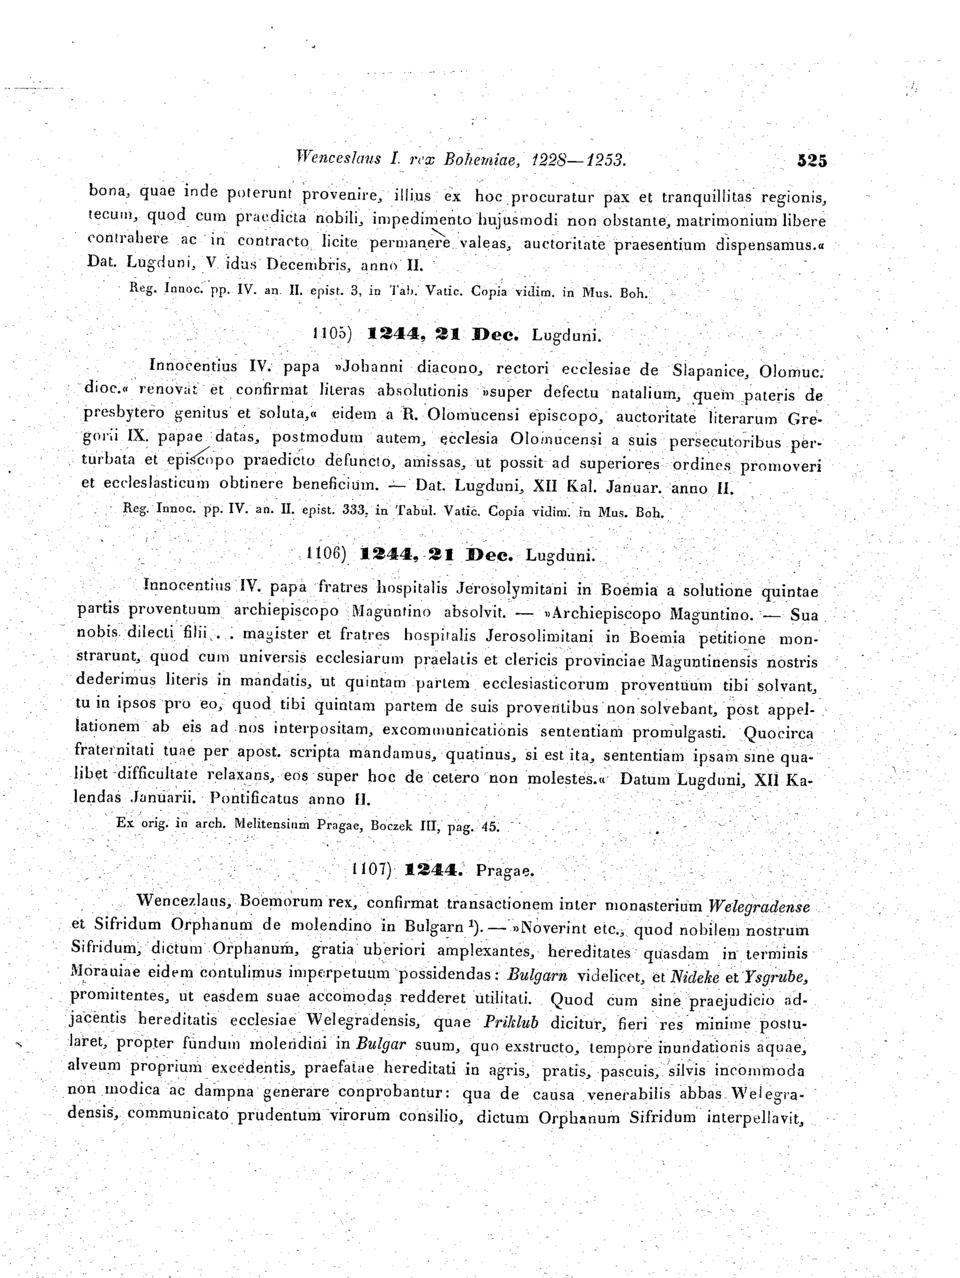 Wenceslaus I. rex Bohemiae, 1228—1253. 525
bona, quae inde poterunt provenire, illius ex hoc procuratur pax et tranquillitas regionis,
tecum, quod cum praedicta nobili, impedimento hujusmodi non obstante, matrimonium libere
contrahere ac in contracto licite permanere valeas, auctoritate praesentium dispensamus.«
Dat. Lugduni, V idus Decembris, anno II.
Reg. Innoc. pp. IV. an. II. epist. 3, in Tab. Vatic. Copia vidim. in Mus. Boh.
1105) 1244, 21 Dec. Lugduni.
Innocentius IV. papa »Johanni diacono, rectori ecclesiae de Slapanice, Olomuc.
dioc.« renovat et confirmat literas absolutionis »super defectu natalium, quem pateris de
presbytero genitus et soluta,« eidem a R. Olomucensi episcopo, auctoritate literarum Gre-
gorii IX. papae datas, postmodum autem, ecclesia Olomucensi a suis persecutoribus per-
turbata et episcopo praedicto defuncto, amissas, ut possit ad superiores ordines promoveri
et ecclesiasticum obtinere beneficium. — Dat. Lugduni, XII Kal. Januar. anno II.
Reg. Innoc. pp. IV. an. II. epist. 333, in Tabul. Vatic. Copia vidim. in Mus. Boh.
1106) 1244, 21 Dec. Lugduni.
Innocentius IV. papa fratres hospitalis Jerosolymitani in Boemia a solutione quintae
partis proventuum archiepiscopo Maguntino absolvit. — »Archiepiscopo Maguntino. — Sua
nobis dilecti filii . . magister et fratres hospitalis Jerosolimitani in Boemia petitione mon-
strarunt, quod cum universis ecclesiarum praelatis et clericis provinciae Maguntinensis nostris
dederimus literis in mandatis, ut quintam partem ecclesiasticorum proventuum tibi solvant,
tu in ipsos pro eo, quod tibi quintam partem de suis proventibus non solvebant, post appel-
lationem ab eis ad nos interpositam, excommunicationis sententiam promulgasti. Quocirca
fraternitati tuae per apost. scripta mandamus, quatinus, si est ita, sententiam ipsam sine qua-
libet difficultate relaxans, eos super hoc de cetero non molestes.« Datum Lugduni, XII Ka-
lendas Januarii. Pontificatus anno II.
Ex orig. in arch. Melitensium Pragae, Boczek III, pag. 45.
1107) 1244. Pragae.
Wencezlaus, Boemorum rex, confirmat transactionem inter monasterium Welegradense
et Sifridum Orphanum de molendino in Bulgarn ¹). — »Noverint etc., quod nobilem nostrum
Sifridum, dictum Orphanum, gratia uberiori amplexantes, hereditates quasdam in terminis
Morauiae eidem contulimus imperpetuum possidendas: Bulgarn videlicet, et Nideke et Ysgrube,
promittentes, ut easdem suae accomodas redderet utilitati. Quod cum sine praejudicio ad-
jacentis hereditatis ecclesiae Welegradensis, quae Priklub dicitur, fieri res minime postu-
laret, propter fundum molendini in Bulgar suum, quo exstructo, tempore inundationis aquae,
alveum proprium excedentis, praefatae hereditati in agris, pratis, pascuis, silvis incommoda
non modica ac dampna generare conprobantur: qua de causa venerabilis abbas Welegra-
densis, communicato prudentum virorum consilio, dictum Orphanum Sifridum interpellavit,